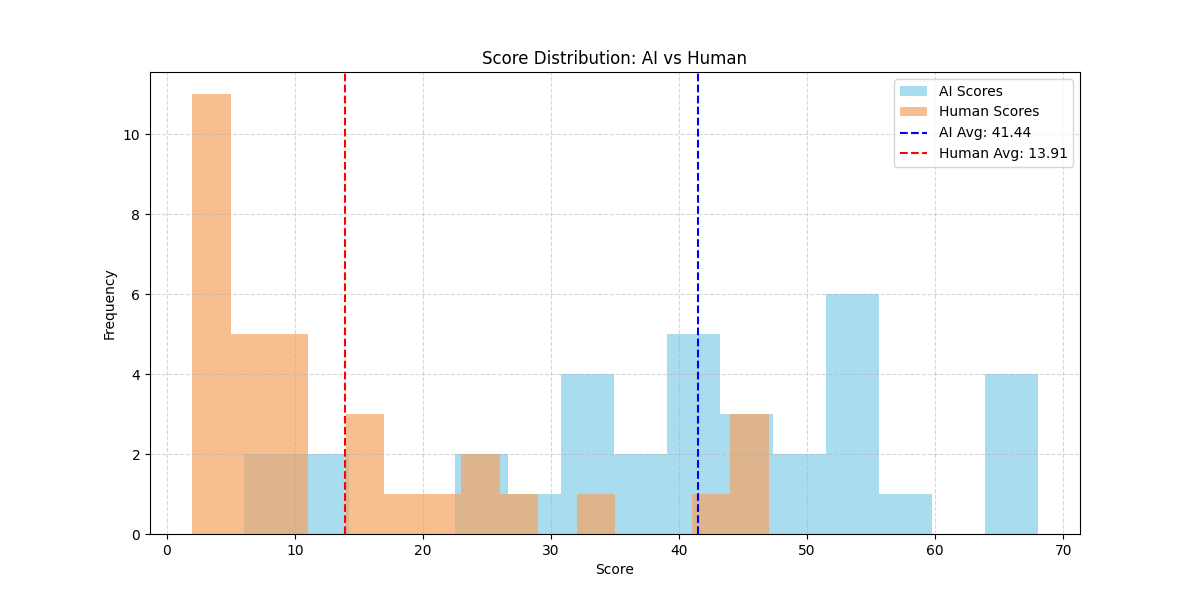 Score Distribution: AI vs Human
AI Scores
Human Scores
AI Avg: 41.44
Human Avg: 13.91
Frequency
10
8
6
4
2
0
0 10 20 30 40 50 60 70
Score